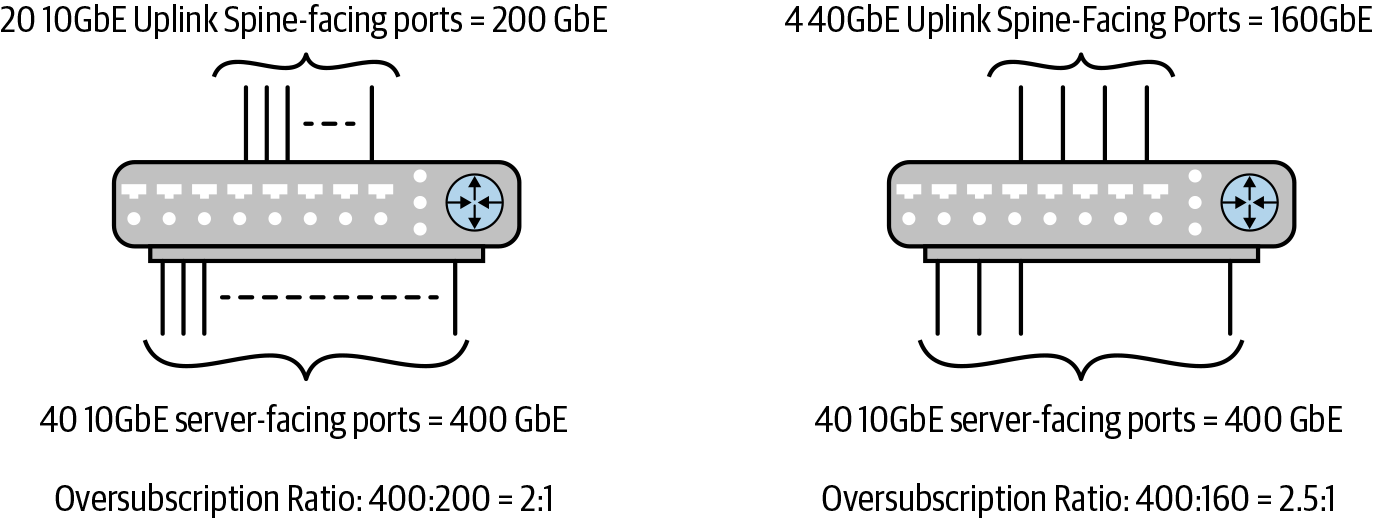 20 10GbE Uplink Spine-facing ports = 200 GbE
4 40GbE Uplink Spine-Facing Ports = 160GbE
40 10GbE server-facing ports = 400 GbE
40 10GbE server-facing ports = 400 GbE
Oversubscription Ratio: 400:200 = 2:1
Oversubscription Ratio: 400:160 = 2.5:1